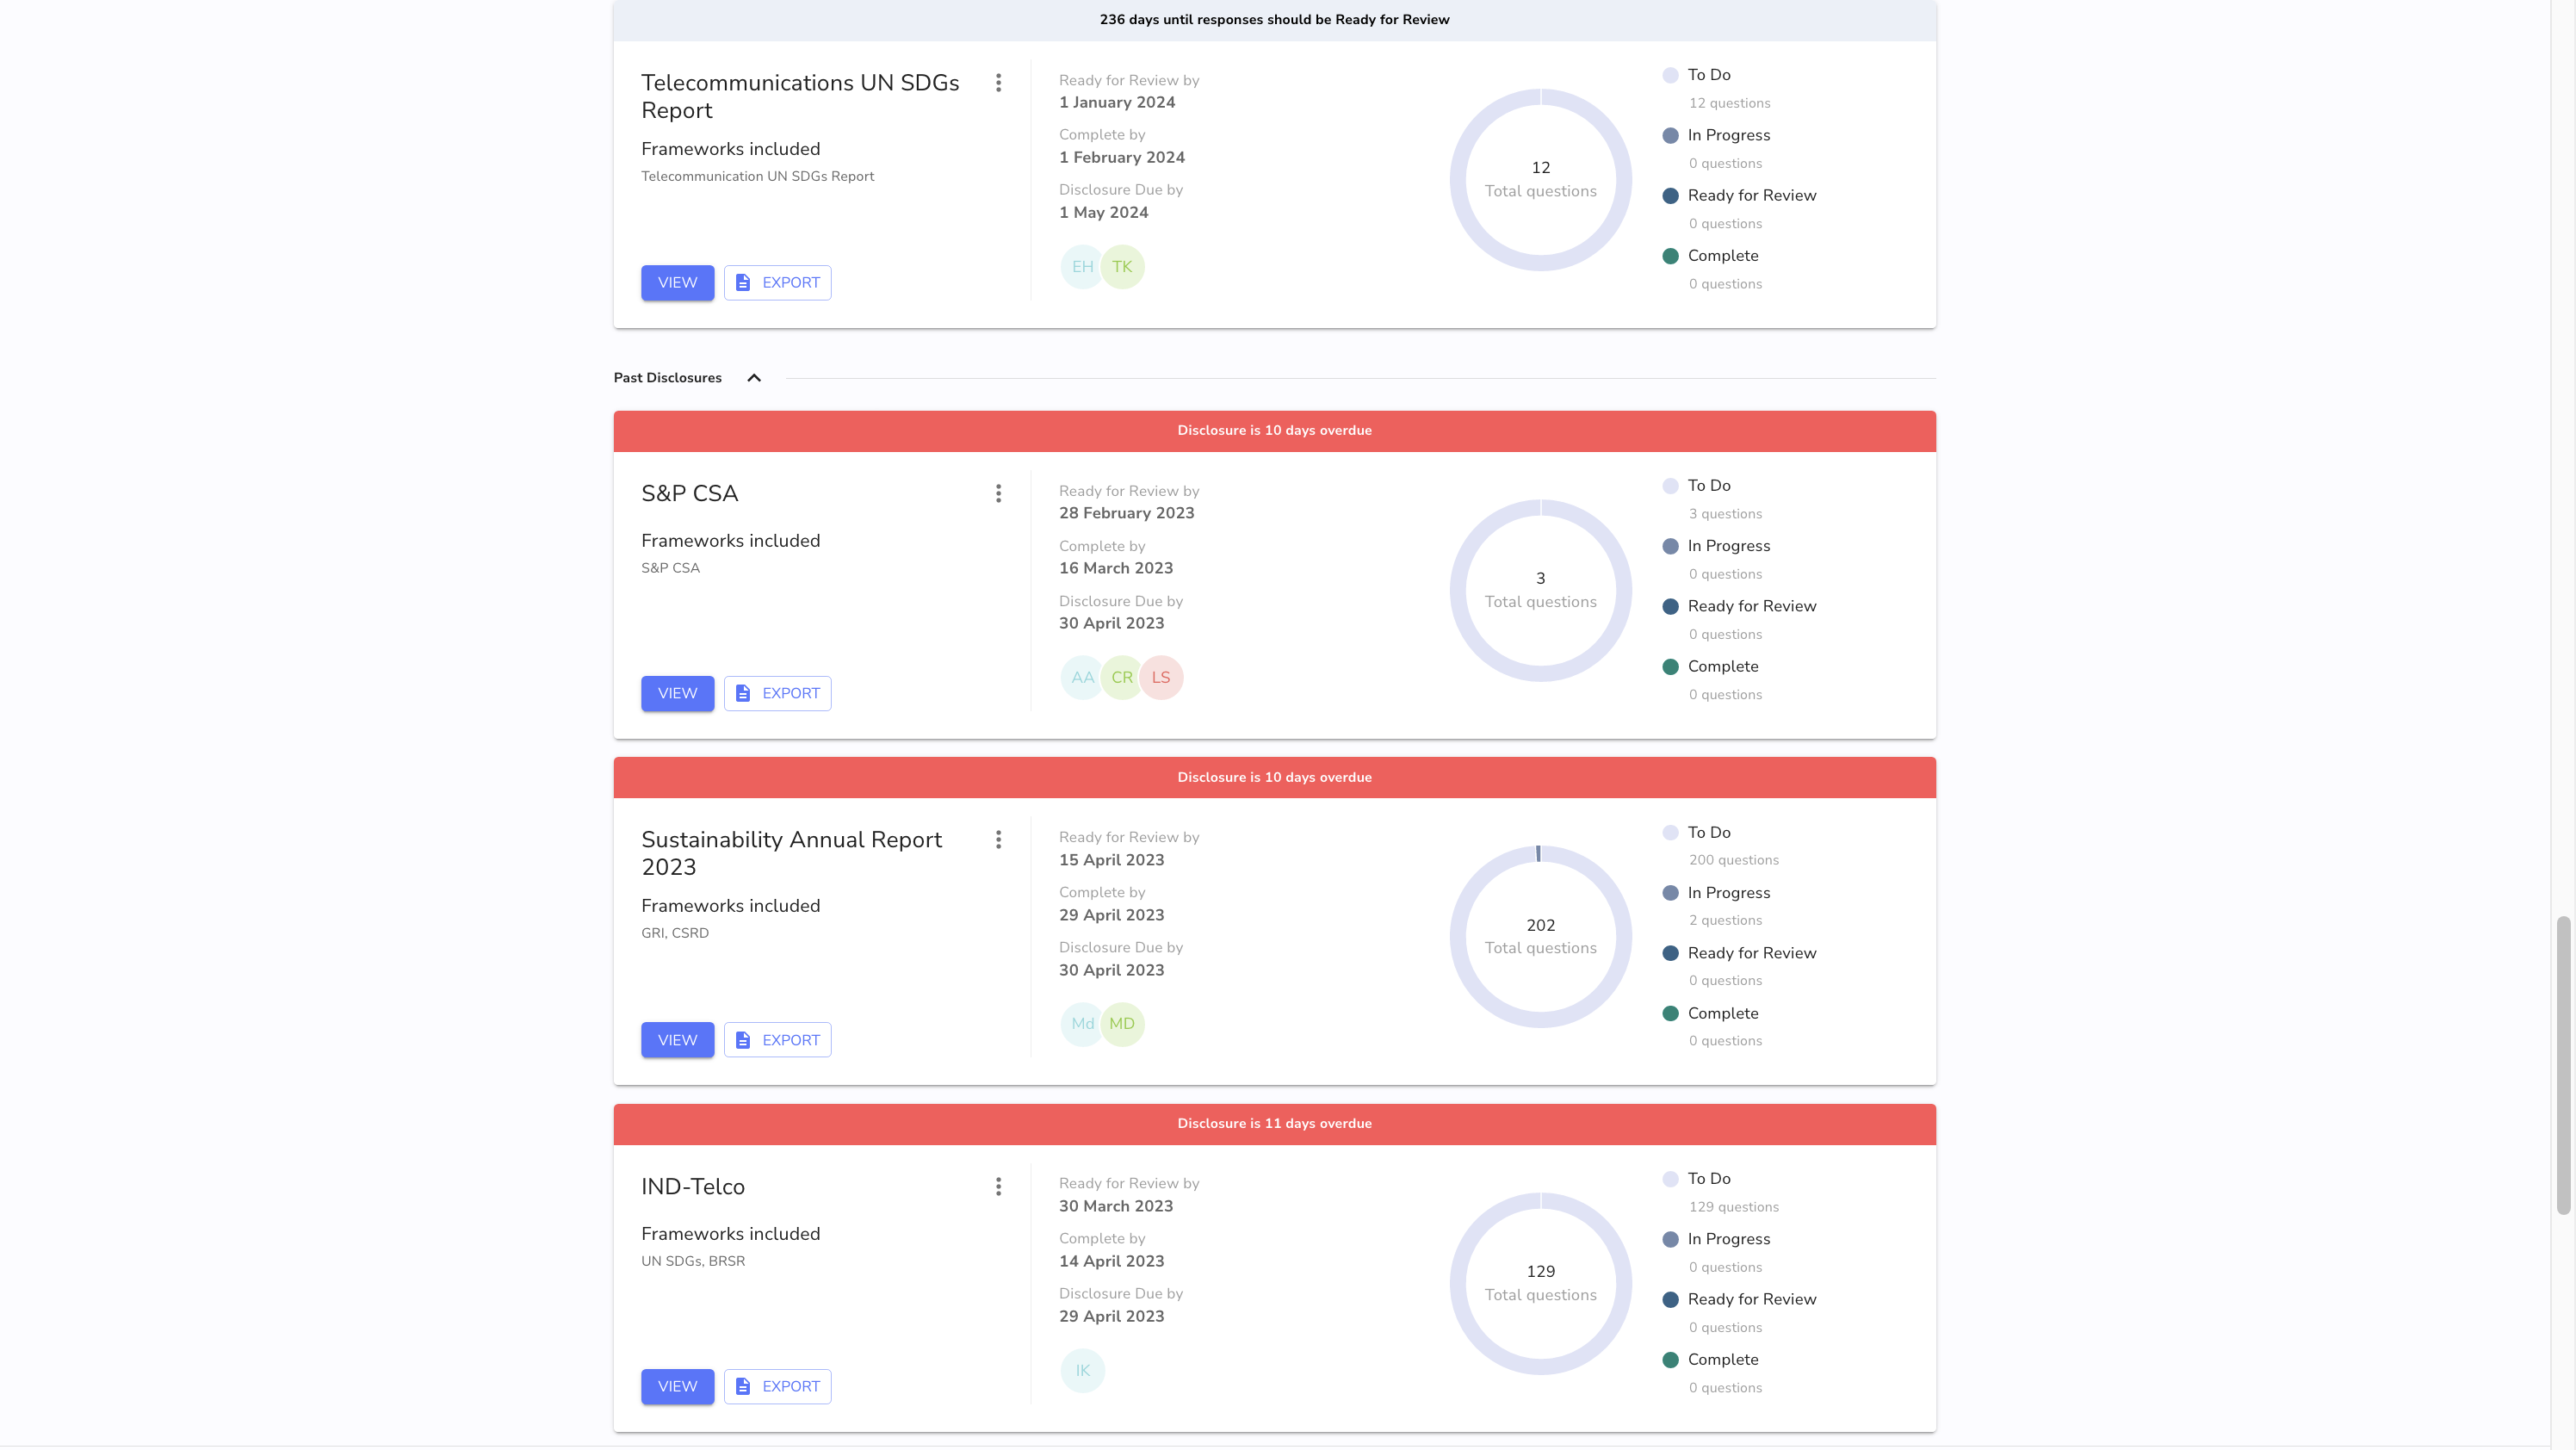 236 days until responses should be Ready for Review
Telecommunications UN SDGs
Report
Frameworks included
Telecommunication UN SDGs Report
VIEW
EXPORT
Ready for Review by
1 January 2024
Complete by
1 February 2024
Disclosure Due by
1 May 2024
EH
TK
12
Total questions
To Do
12 questions
In Progress
0 questions
Ready for Review
0 questions
Complete
0 questions
Past Disclosures
Disclosure is 10 days overdue
S&P CSA
Frameworks included
S&P CSA
VIEW
EXPORT
Ready for Review by
28 February 2023
Complete by
16 March 2023
Disclosure Due by
30 April 2023
AA
CR
LS
3
Total questions
To Do
3 questions
In Progress
0 questions
Ready for Review
0 questions
Complete
0 questions
Disclosure is 10 days overdue
Sustainability Annual Report
2023
Frameworks included
GRI, CSRD
VIEW
EXPORT
Ready for Review by
15 April 2023
Complete by
29 April 2023
Disclosure Due by
30 April 2023
Md
MD
202
Total questions
To Do
200 questions
In Progress
2 questions
Ready for Review
0 questions
Complete
0 questions
Disclosure is 11 days overdue
IND-Telco
Frameworks included
UN SDGs, BRSR
VIEW
EXPORT
Ready for Review by
30 March 2023
Complete by
14 April 2023
Disclosure Due by
29 April 2023
IK
129
Total questions
To Do
129 questions
In Progress
0 questions
Ready for Review
0 questions
Complete
0 questions